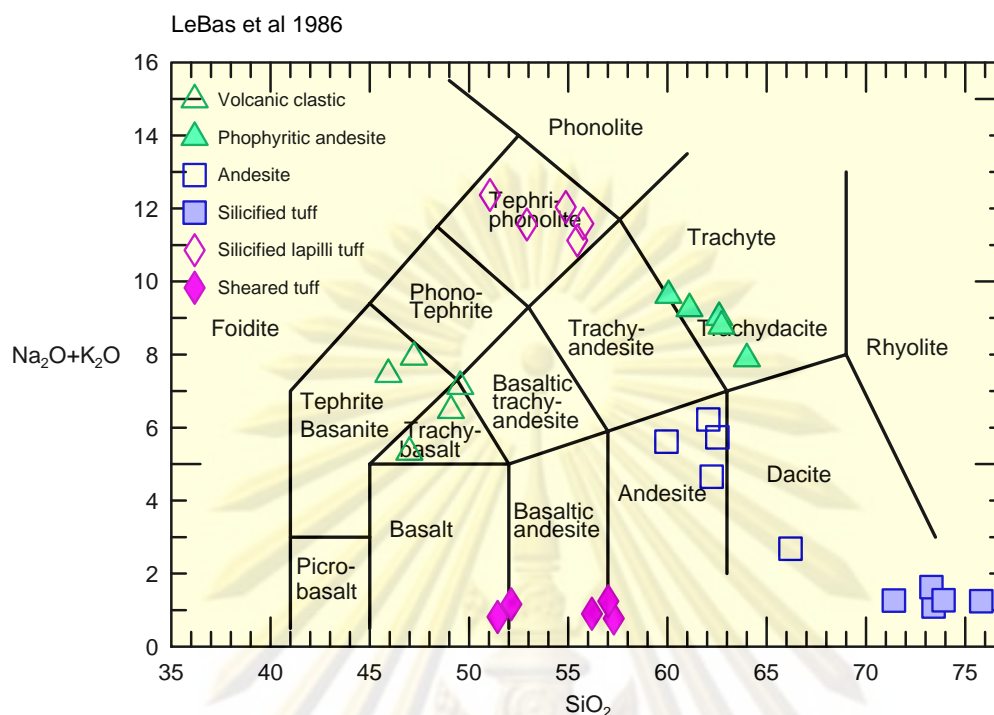 LeBas et al 1986
16
14
12
10
8
6
4
2
0
Na₂O+K₂O
Volcanic clastic
Phophyritic andesite
Andesite
Silicified tuff
Silicified lapilli tuff
Sheared tuff
Phonolite
Tephri-
phonolite
Trachyte
Phono-
Tephrite
Foidite
Trachy-
andesite
Trachydacite
Rhyolite
Tephrite
Basanite
Basaltic
trachy-
andesite
Trachy-
basalt
Dacite
Andesite
Basalt
Basaltic
andesite
Picro-
basalt
35 40 45 50 55 60 65 70 75
SiO₂